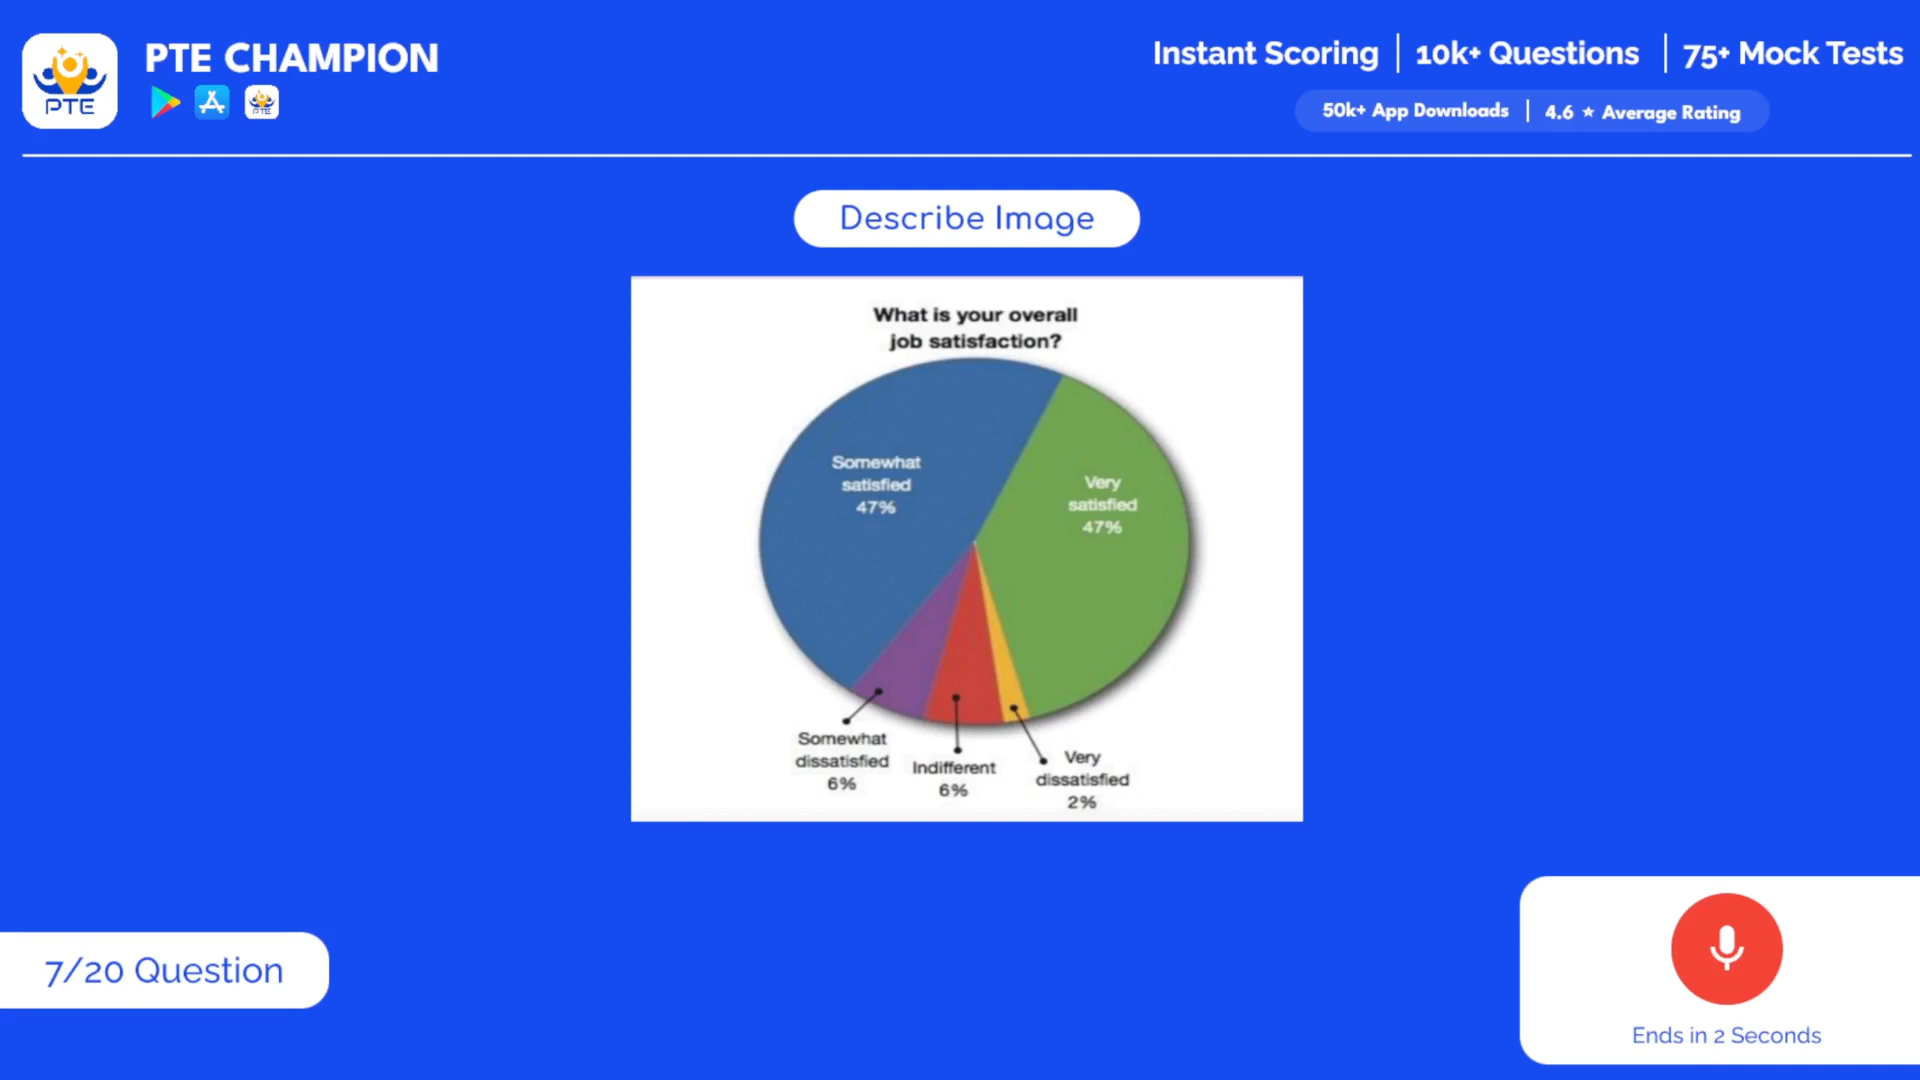 PTE CHAMPION
PTE
PTE
Instant Scoring | 10k+ Questions | 75+ Mock Tests
50k+ App Downloads | 4.6 ★ Average Rating
Describe Image
What is your overall
job satisfaction?
Somewhat
satisfied
47%
Very
satisfied
47%
Somewhat
dissatisfied
6%
Indifferent
6%
Very
dissatisfied
2%
7/20 Question
Ends in 2 Seconds